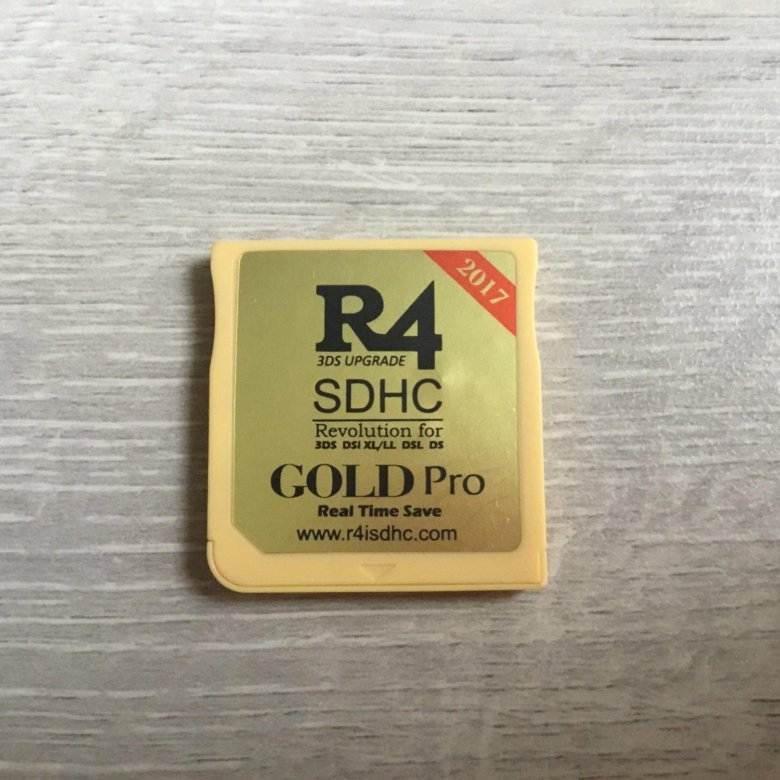 2017
R4
3DS UPGRADE
SDHC
Revolution for
3DS DSi XL/LL DSL DS
GOLD Pro
Real Time Save
www.r4isdhc.com